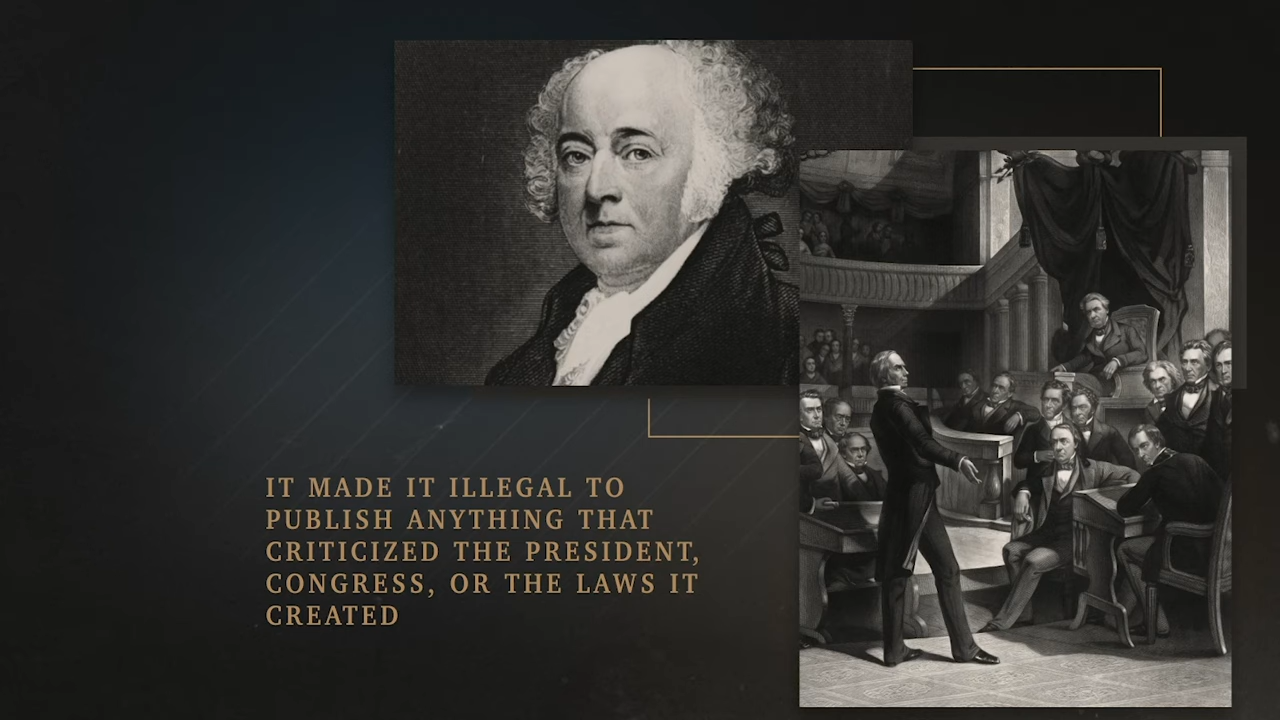 IT MADE IT ILLEGAL TO
PUBLISH ANYTHING THAT
CRITICIZED THE PRESIDENT,
CONGRESS, OR THE LAWS IT
CREATED